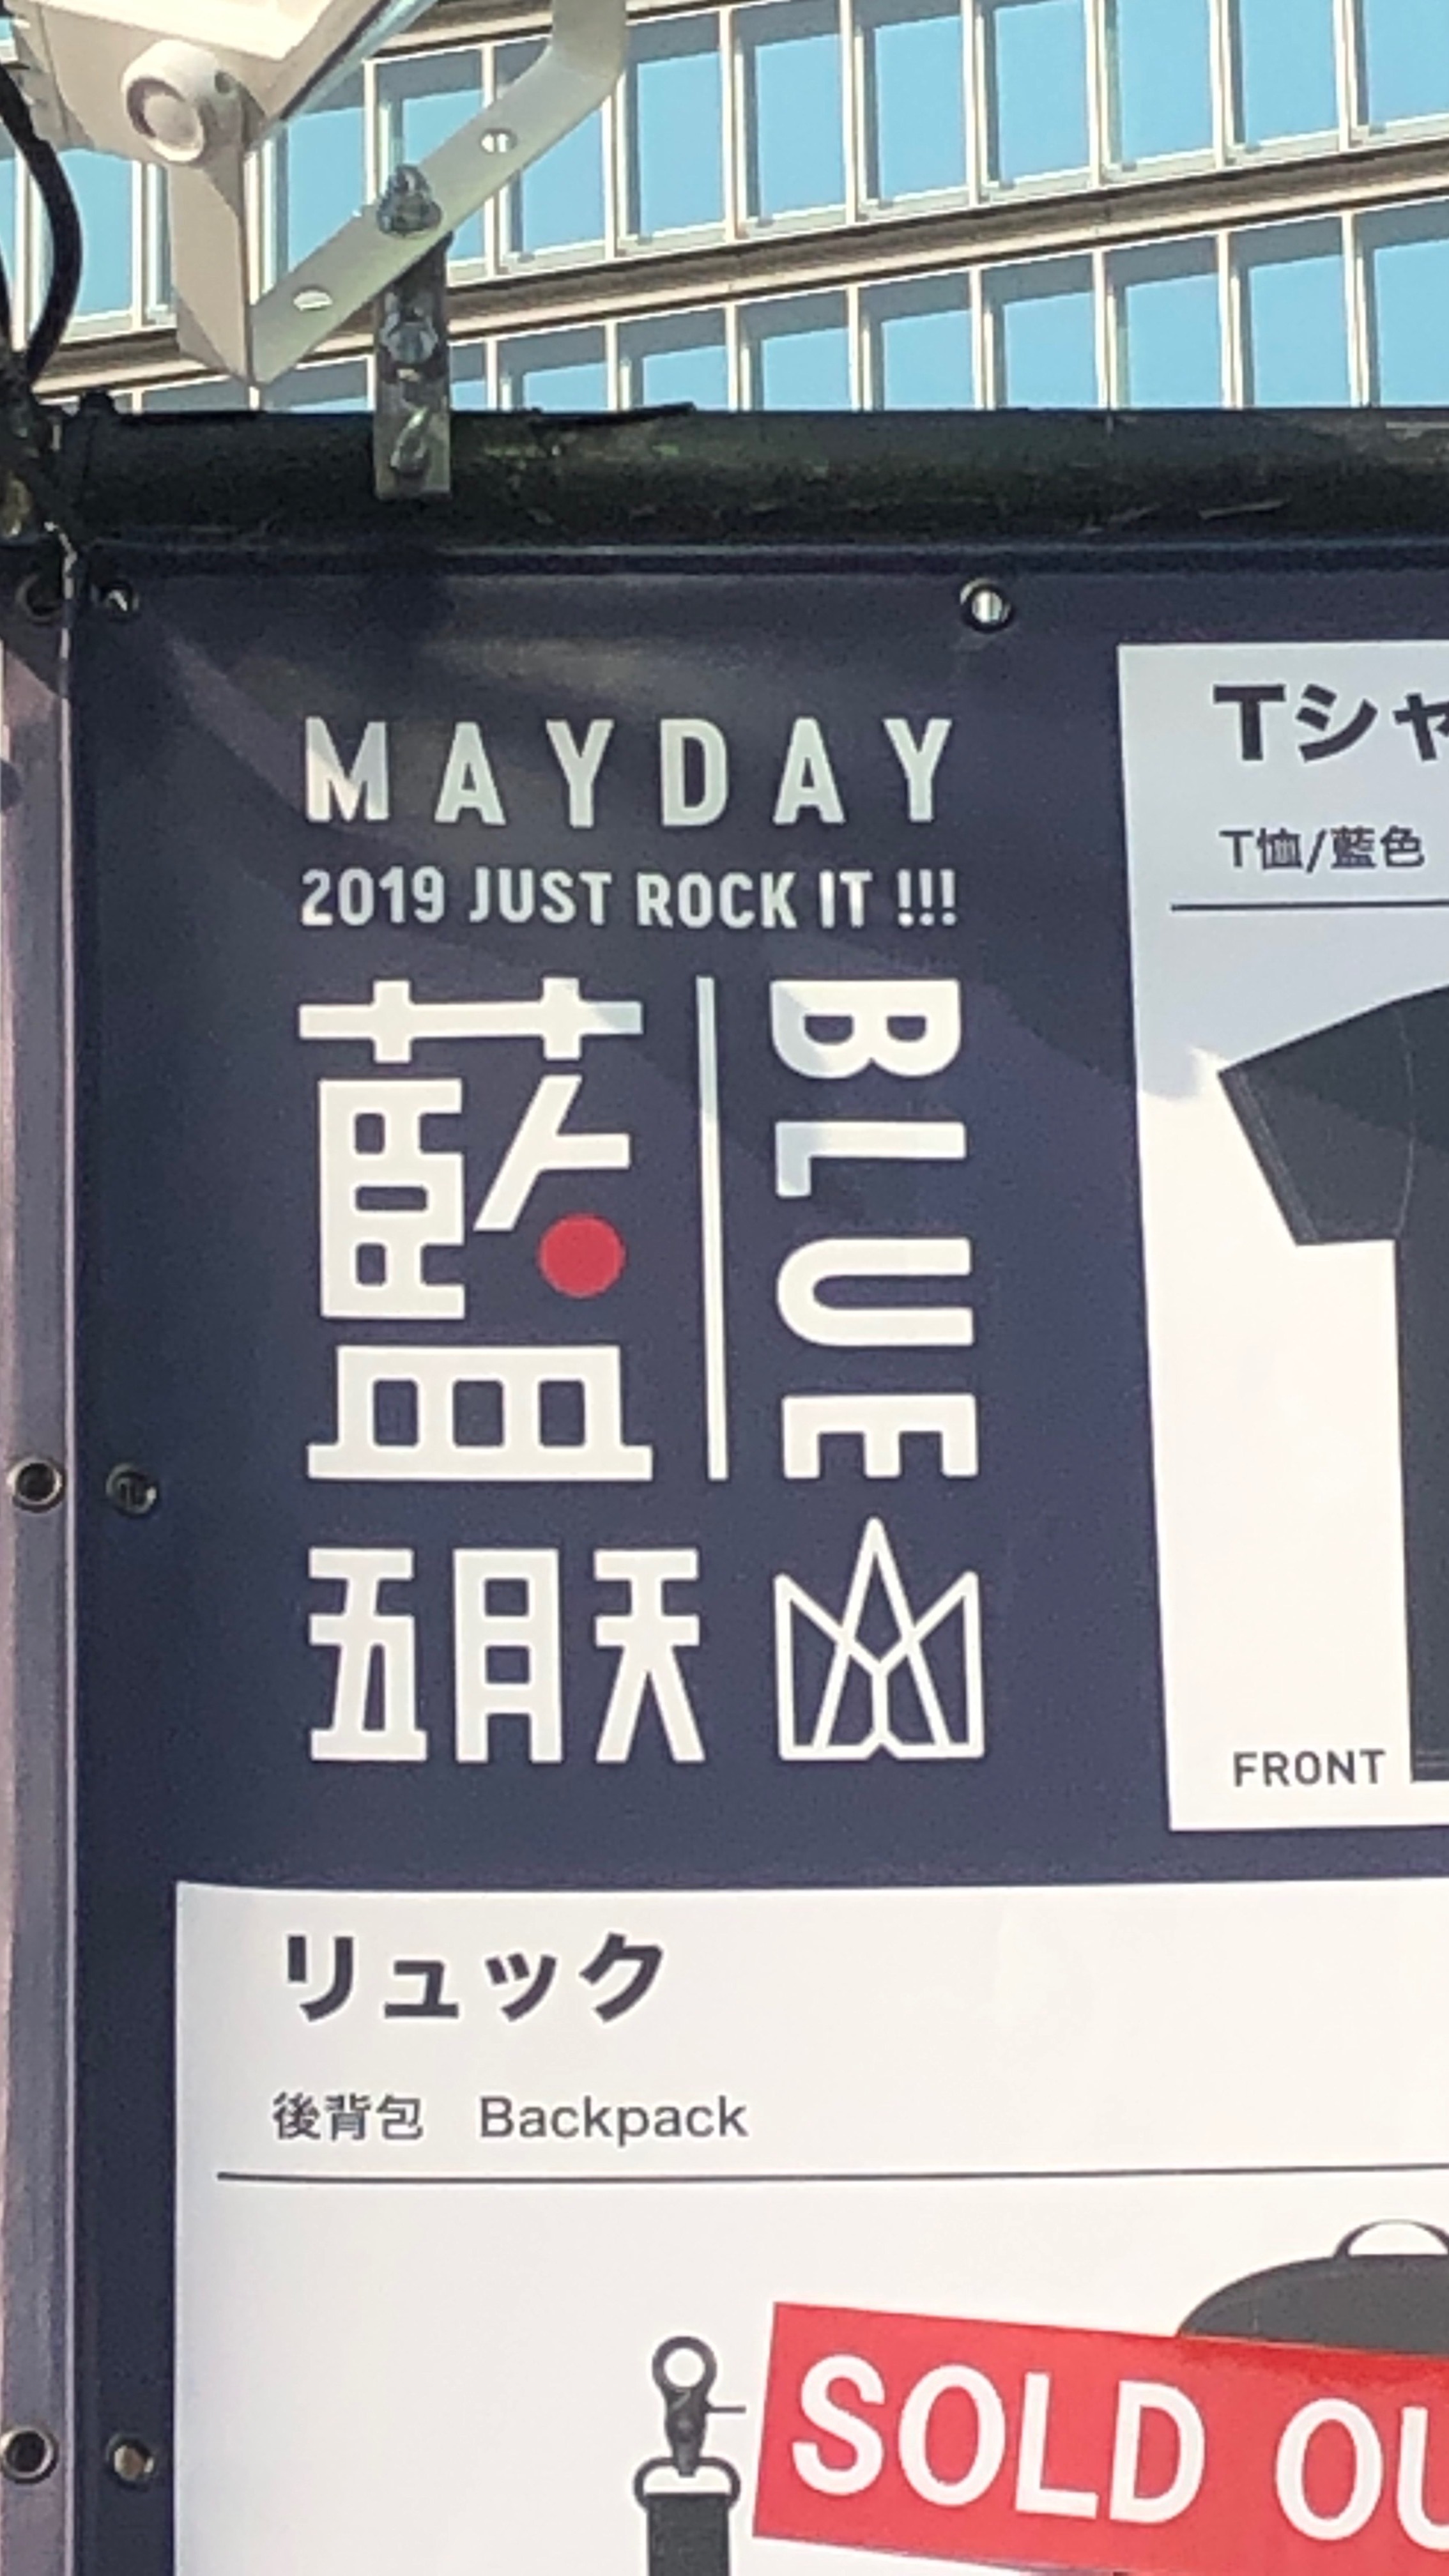 MAYDAY
2019 JUST ROCK IT !!!
藍 BLUE
五月天
Tシャ
T恤/藍色
FRONT
リュック
後背包 Backpack
SOLD OU